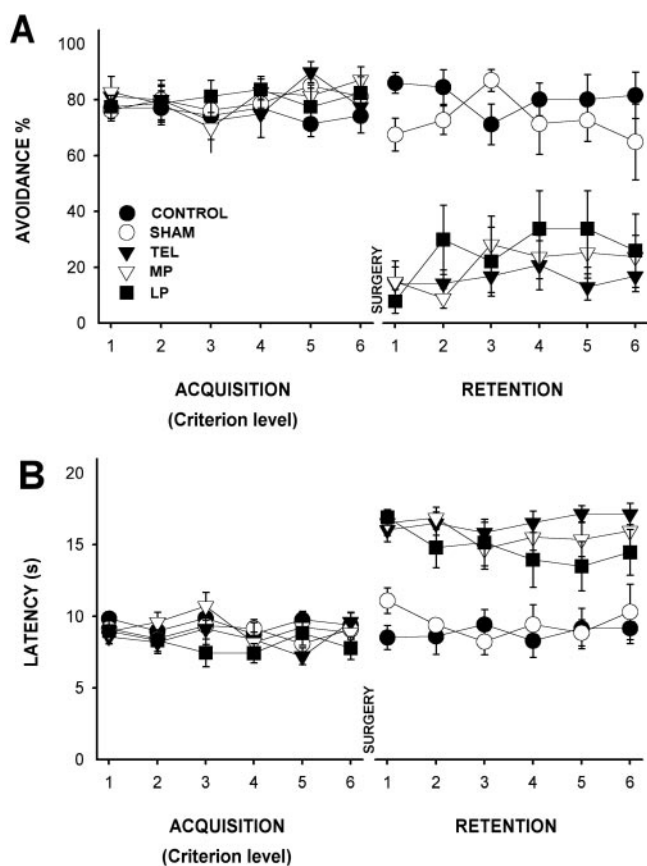 A
100
80
60
40
20
0
AVOIDANCE %
CONTROL
SHAM
TEL
MP
LP
SURGERY
1 2 3 4 5 6 1 2 3 4 5 6
ACQUISITION RETENTION
(Criterion level)
B
20
15
10
5
0
LATENCY (s)
SURGERY
1 2 3 4 5 6 1 2 3 4 5 6
ACQUISITION RETENTION
(Criterion level)